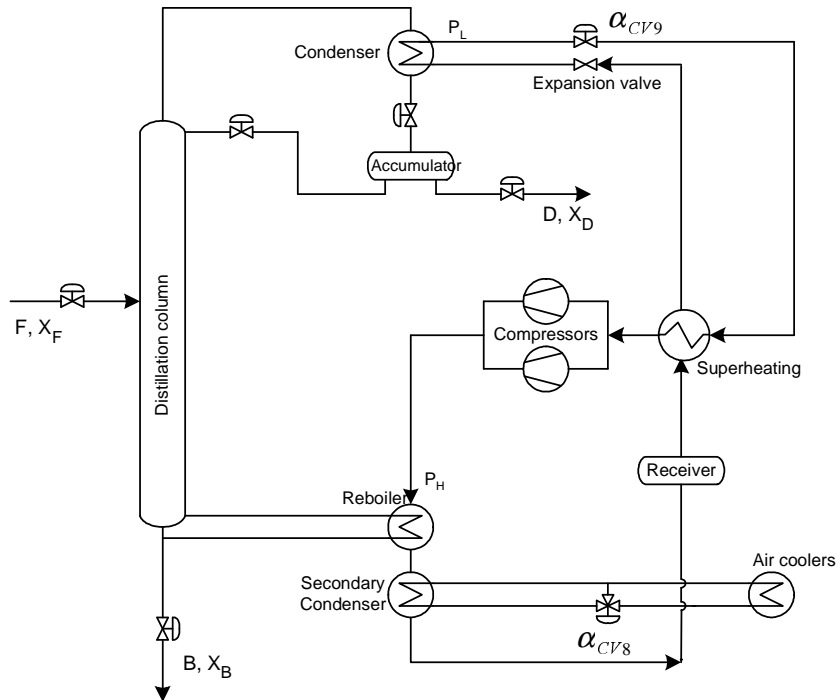 P_L
α_CV9
Condenser
Expansion valve
Accumulator
D, X_D
F, X_F
Distillation column
Compressors
Superheating
Receiver
P_H
Reboiler
Air coolers
Secondary
Condenser
α_CV8
B, X_B